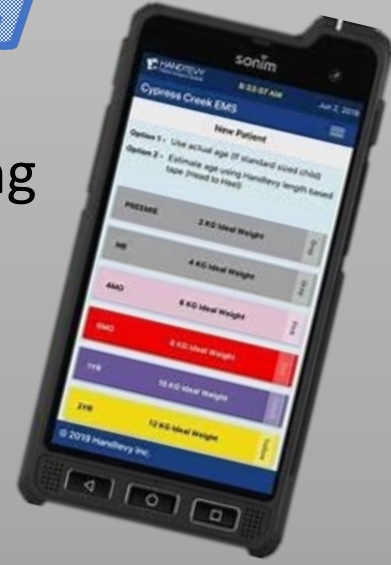 ng
sonim
HANDTEVY
8:33:07 AM
Jun 2, 2019
Cypress Creek EMS
New Patient
Option 1 - Use actual age (if standard sized child)
Option 2 - Estimate age using Handtevy length based
tape (Head to Heel)
PREEMIE 2 KG Ideal Weight Gray
NB 4 KG Ideal Weight Gray
4MO 6 KG Ideal Weight Pink
6MO 8 KG Ideal Weight Red
1YR 10 KG Ideal Weight
2YR 12 KG Ideal Weight Yellow
© 2019 Handtevy Inc.